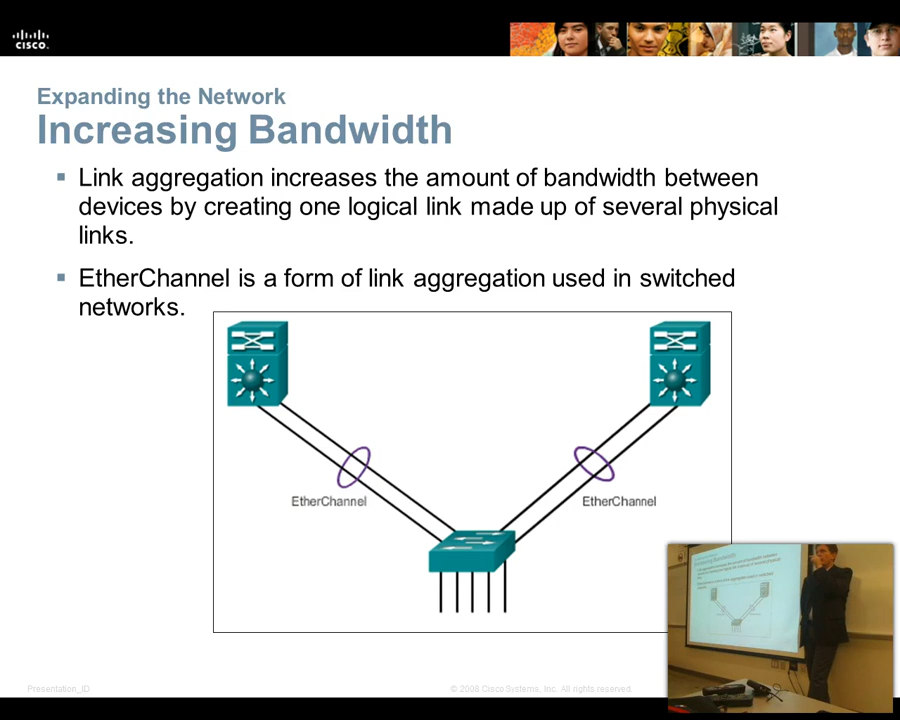 CISCO.
Expanding the Network
Increasing Bandwidth
Link aggregation increases the amount of bandwidth between
devices by creating one logical link made up of several physical
links.
EtherChannel is a form of link aggregation used in switched
networks.
EtherChannel
EtherChannel
Presentation_ID
© 2008 Cisco Systems, Inc. All rights reserved.